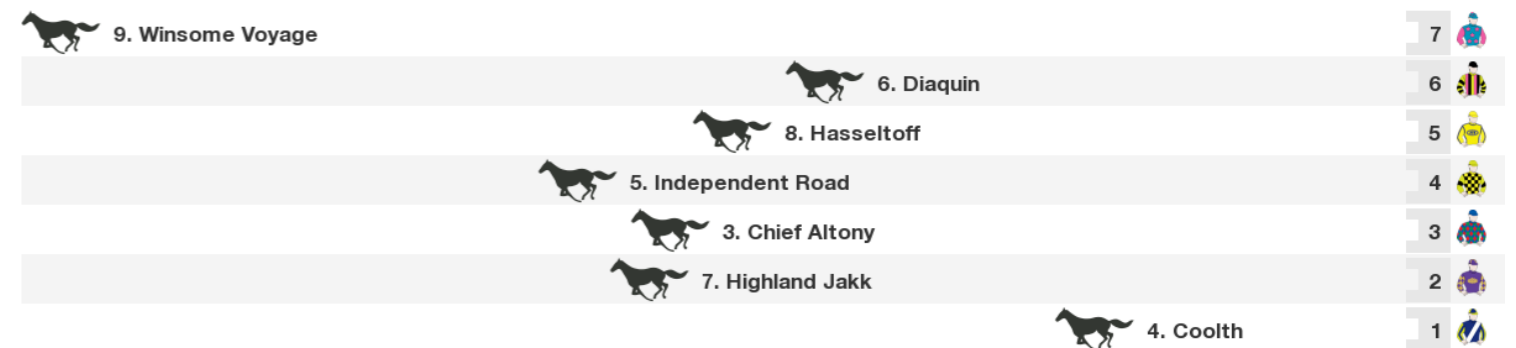 9. Winsome Voyage 7
6. Diaquin 6
8. Hasseltoff 5
5. Independent Road 4
3. Chief Altony 3
7. Highland Jakk 2
4. Coolth 1